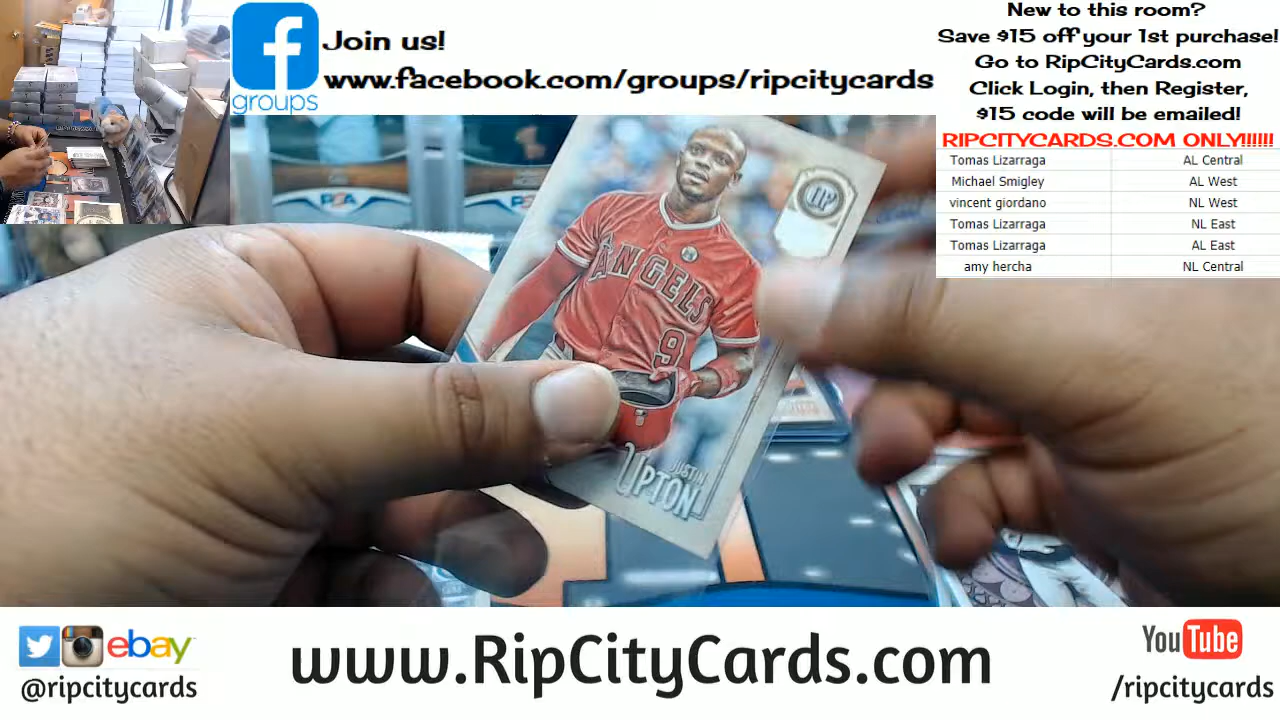 Join us!
www.facebook.com/groups/ripcitycards
groups
New to this room?
Save $15 off your 1st purchase!
Go to RipCityCards.com
Click Login, then Register,
$15 code will be emailed!
RIPCITYCARDS.COM ONLY!!!!!!
Tomas Lizarraga AL Central
Michael Smigley AL West
vincent giordano NL West
Tomas Lizarraga NL East
Tomas Lizarraga AL East
amy hercha NL Central
PSA
ANGELS
9
JUSTIN
UPTON
ebay
@ripcitycards
www.RipCityCards.com
YouTube
/ripcitycards